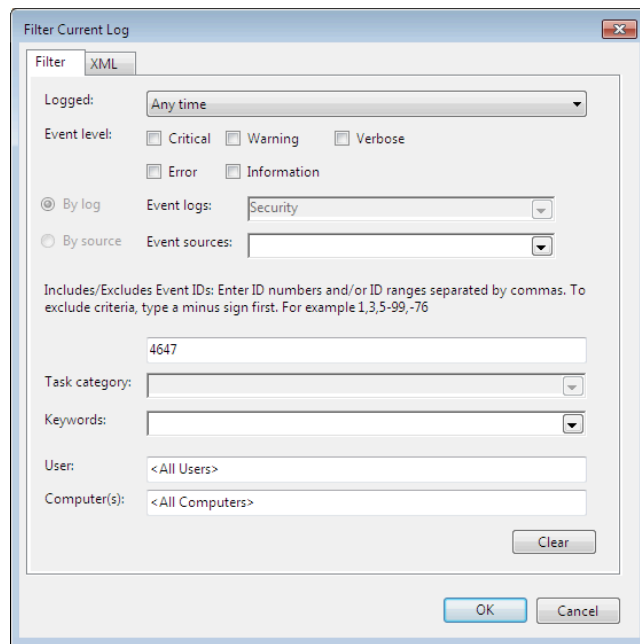 Filter Current Log
Filter XML
Logged: Any time
Event level: Critical Warning Verbose
Error Information
By log Event logs: Security
By source Event sources:
Includes/Excludes Event IDs: Enter ID numbers and/or ID ranges separated by commas. To
exclude criteria, type a minus sign first. For example 1,3,5-99,-76
4647
Task category:
Keywords:
User: <All Users>
Computer(s): <All Computers>
Clear
OK Cancel